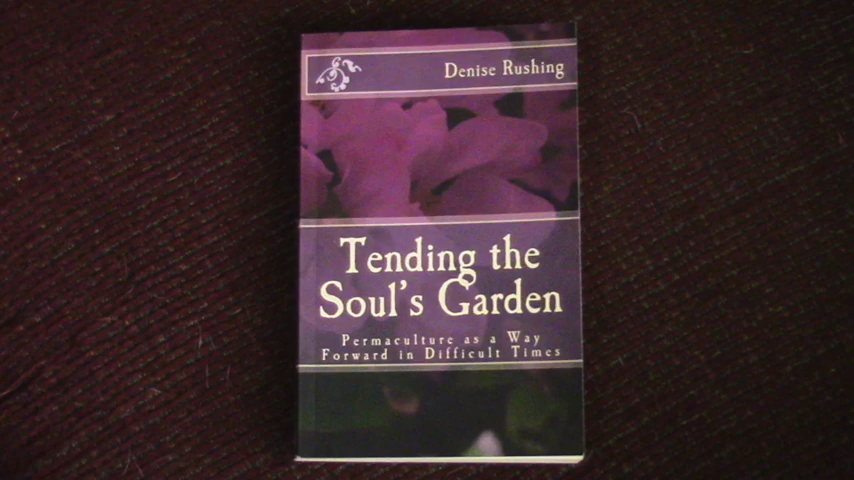 Denise Rushing
Tending the
Soul's Garden
Permaculture as a Way
Forward in Difficult Times